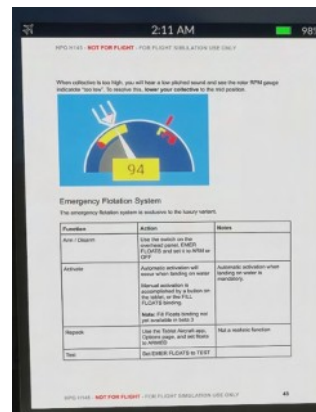 2:11 AM
98%
HPG H145 - NOT FOR FLIGHT - FOR FLIGHT SIMULATION USE ONLY
When collective is too high, you will hear a low pitched sound and see the rotor RPM gauge
indicate "too low". To resolve this, lower your collective to the mid position.
94
Emergency Flotation System
The emergency flotation system is exclusive to the luxury variant.
Function Action Notes
Arm / Disarm Use the switch on the
overhead panel, EMER
FLOATS and set it to ARM or
OFF
Activate Automatic activation will Automatic activation when
occur when landing on water landing on water is
mandatory.
Manual activation is
accomplished by a button on
the tablet, or the FILL
FLOATS binding.
Note: Fill Floats binding not
yet available in beta 3
Repack Use the Tablet Aircraft app, Not a realistic function
Options page, and set floats
to ARMED
Test Set EMER FLOATS to TEST
HPG H145 - NOT FOR FLIGHT - FOR FLIGHT SIMULATION USE ONLY